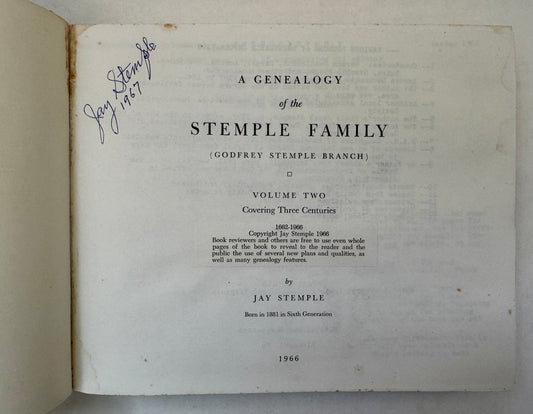 Jay Stemple
1967
A GENEALOGY
of the
STEMPLE FAMILY
(GODFREY STEMPLE BRANCH)
VOLUME TWO
Covering Three Centuries
1662-1966
Copyright Jay Stemple 1966
Book reviewers and others are free to use even whole
pages of the book to reveal to the reader and the
public the use of several new plans and qualities, as
well as many genealogy features.
by
JAY STEMPLE
Born in 1881 in Sixth Generation
1966